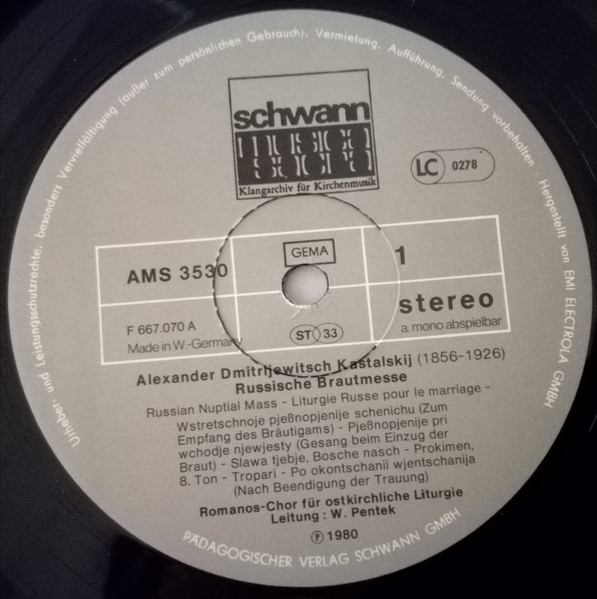 Urheber- und Leistungsschutzrechte, besonders Vervielfältigung (außer zum persönlichen Gebrauch), Vermietung, Aufführung, Sendung vorbehalten · Hergestellt von EMI ELECTROLA GMBH
schwann
Klangarchiv für Kirchenmusik
LC 0278
AMS 3530
GEMA
1
F 667.070 A
Made in W.-Germany
ST 33
stereo
a. mono abspielbar
Alexander Dmitrijewitsch Kastalskij (1856-1926)
Russische Brautmesse
Russian Nuptial Mass - Liturgie Russe pour le marriage -
Wstretschnoje pjeßnopjenije schenichu (Zum
Empfang des Bräutigams) - Pjeßnopjenije pri
wchodje njewjesty (Gesang beim Einzug der
Braut) - Slawa tjebje, Bosche nasch - Prokimen,
8. Ton - Tropari - Po okontschanii wjentschanija
(Nach Beendigung der Trauung)
Romanos-Chor für ostkirchliche Liturgie
Leitung : W. Pentek
℗ 1980
PÄDAGOGISCHER VERLAG SCHWANN GMBH